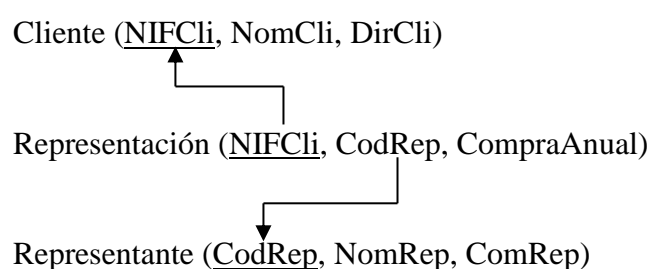 Cliente (NIFCli, NomCli, DirCli)
Representación (NIFCli, CodRep, CompraAnual)
Representante (CodRep, NomRep, ComRep)